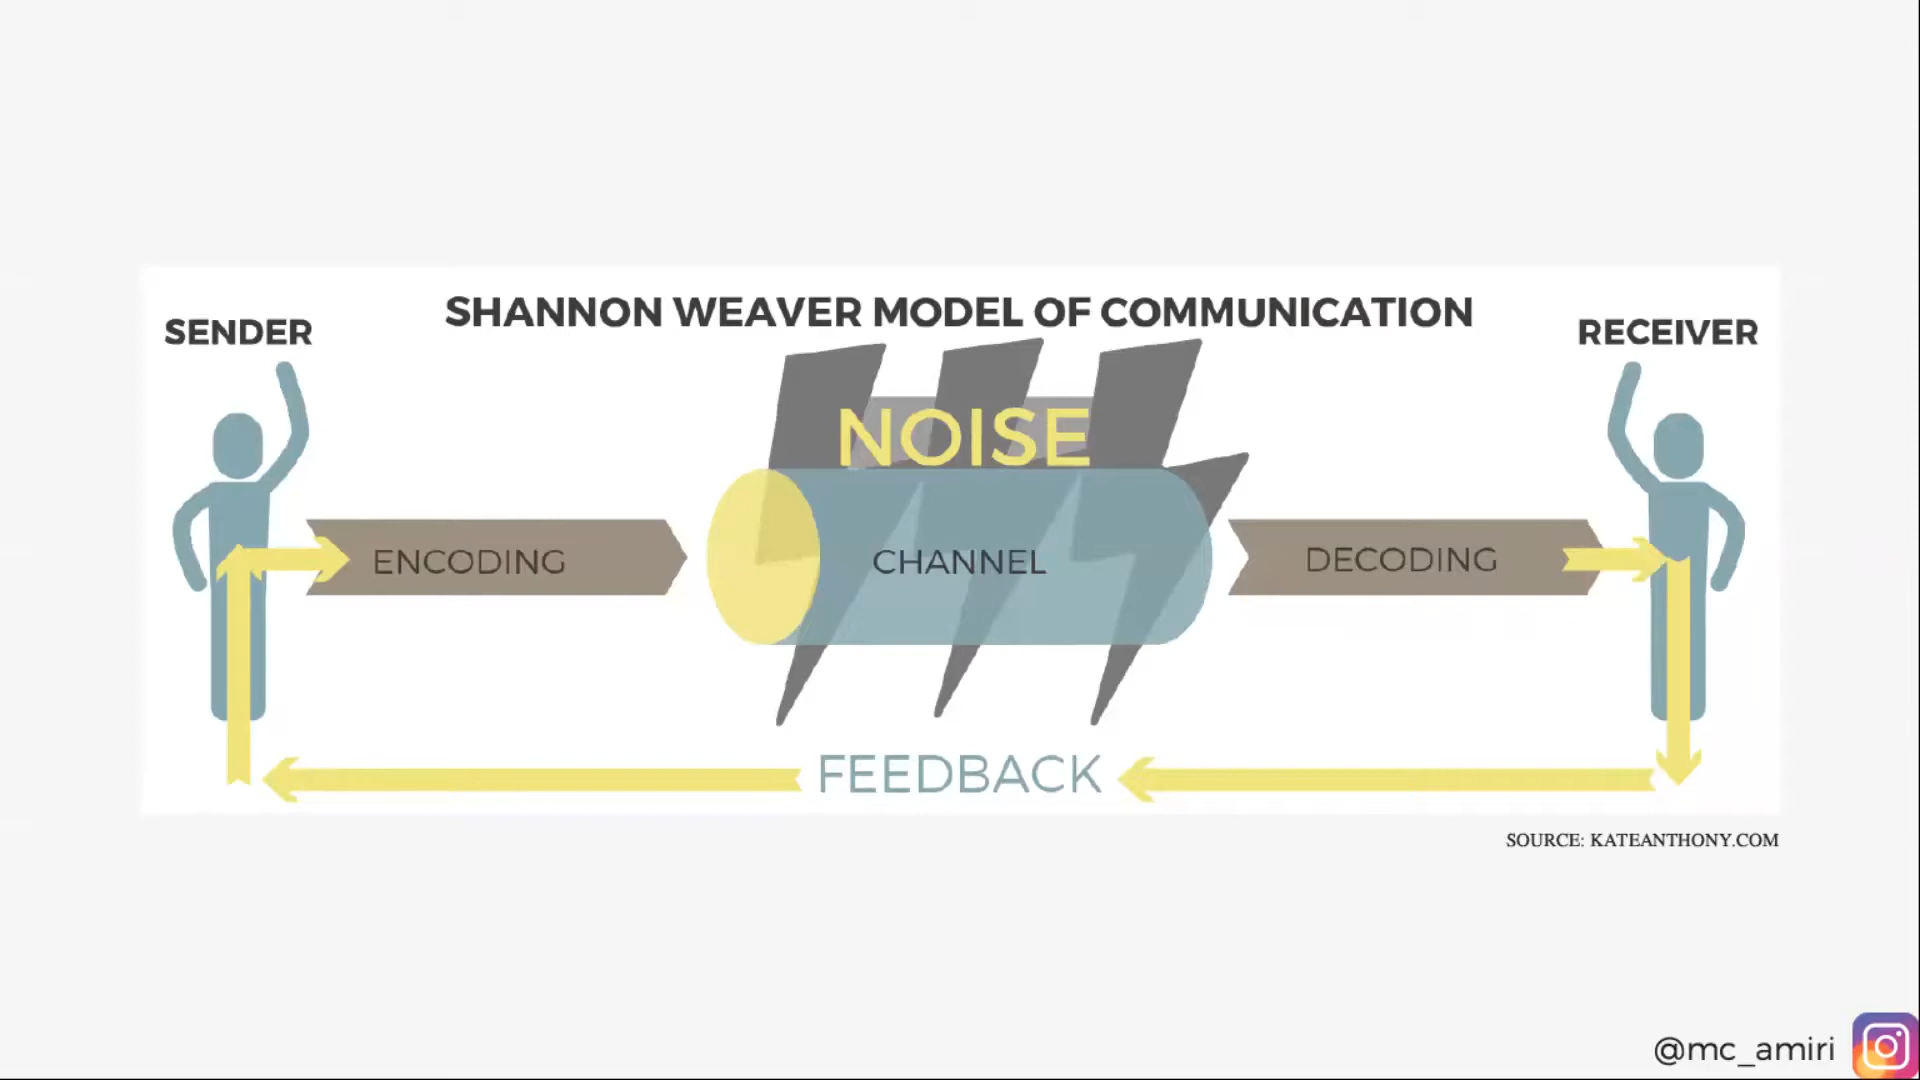 SHANNON WEAVER MODEL OF COMMUNICATION
SENDER
RECEIVER
NOISE
ENCODING
CHANNEL
DECODING
FEEDBACK
SOURCE: KATEANTHONY.COM
@mc_amiri